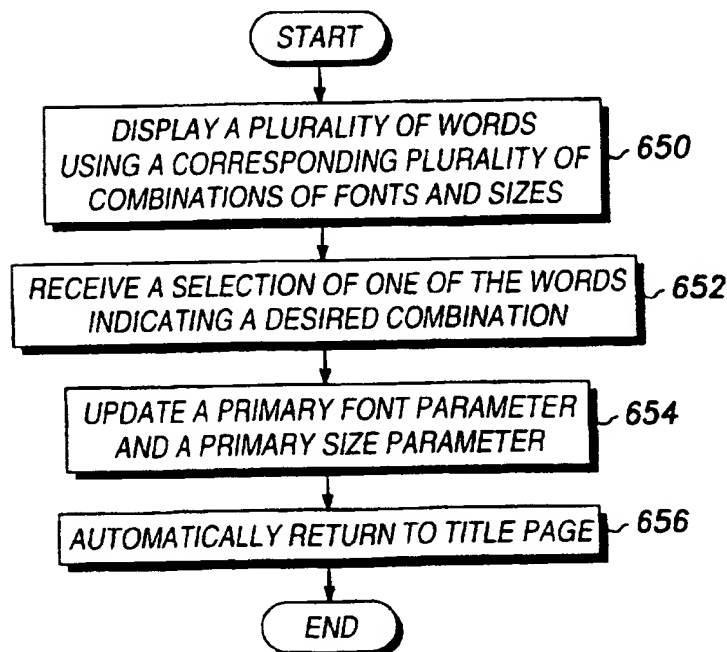 START
DISPLAY A PLURALITY OF WORDS
USING A CORRESPONDING PLURALITY OF
COMBINATIONS OF FONTS AND SIZES
650
RECEIVE A SELECTION OF ONE OF THE WORDS
INDICATING A DESIRED COMBINATION
652
UPDATE A PRIMARY FONT PARAMETER
AND A PRIMARY SIZE PARAMETER
654
AUTOMATICALLY RETURN TO TITLE PAGE
656
END